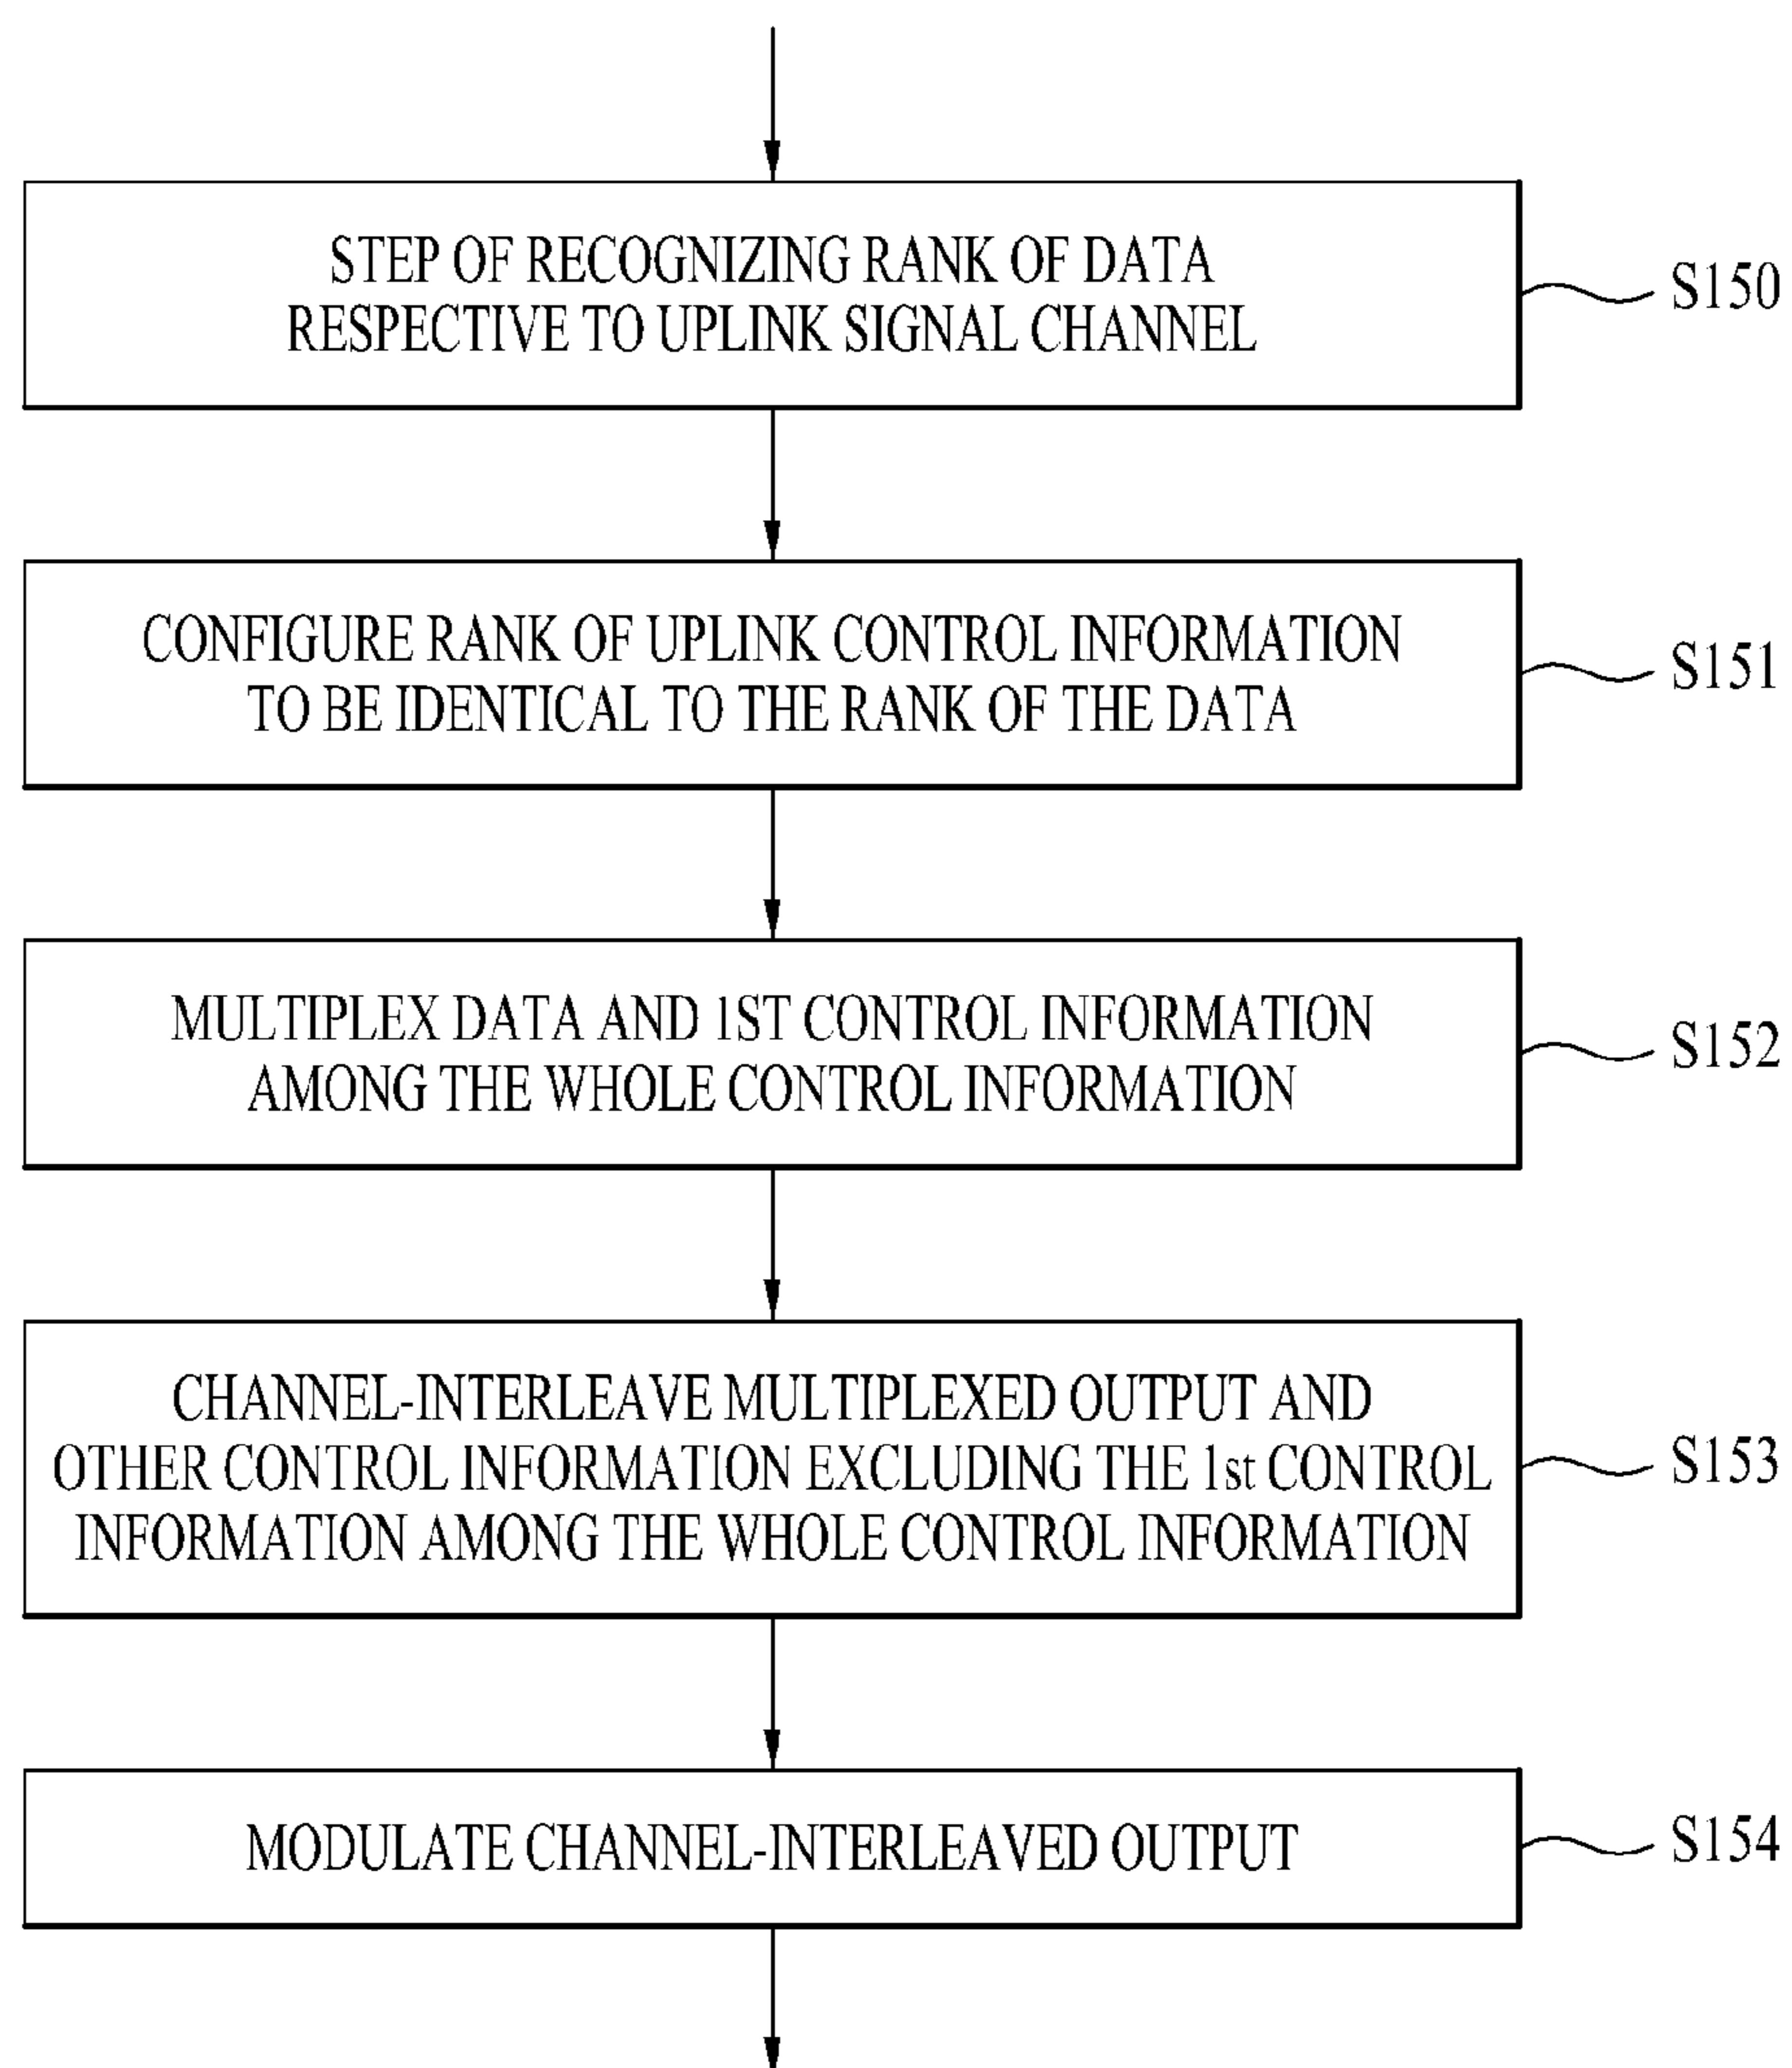 STEP OF RECOGNIZING RANK OF DATA
RESPECTIVE TO UPLINK SIGNAL CHANNEL
S150
CONFIGURE RANK OF UPLINK CONTROL INFORMATION
TO BE IDENTICAL TO THE RANK OF THE DATA
S151
MULTIPLEX DATA AND 1ST CONTROL INFORMATION
AMONG THE WHOLE CONTROL INFORMATION
S152
CHANNEL-INTERLEAVE MULTIPLEXED OUTPUT AND
OTHER CONTROL INFORMATION EXCLUDING THE 1st CONTROL
INFORMATION AMONG THE WHOLE CONTROL INFORMATION
S153
MODULATE CHANNEL-INTERLEAVED OUTPUT
S154